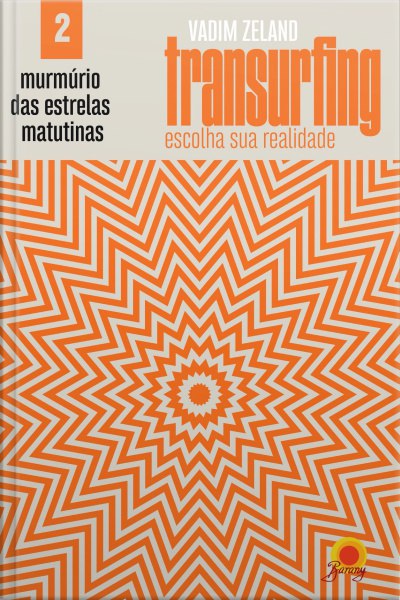 2
murmúrio
das estrelas
matutinas
VADIM ZELAND
transurfing
escolha sua realidade
Barany